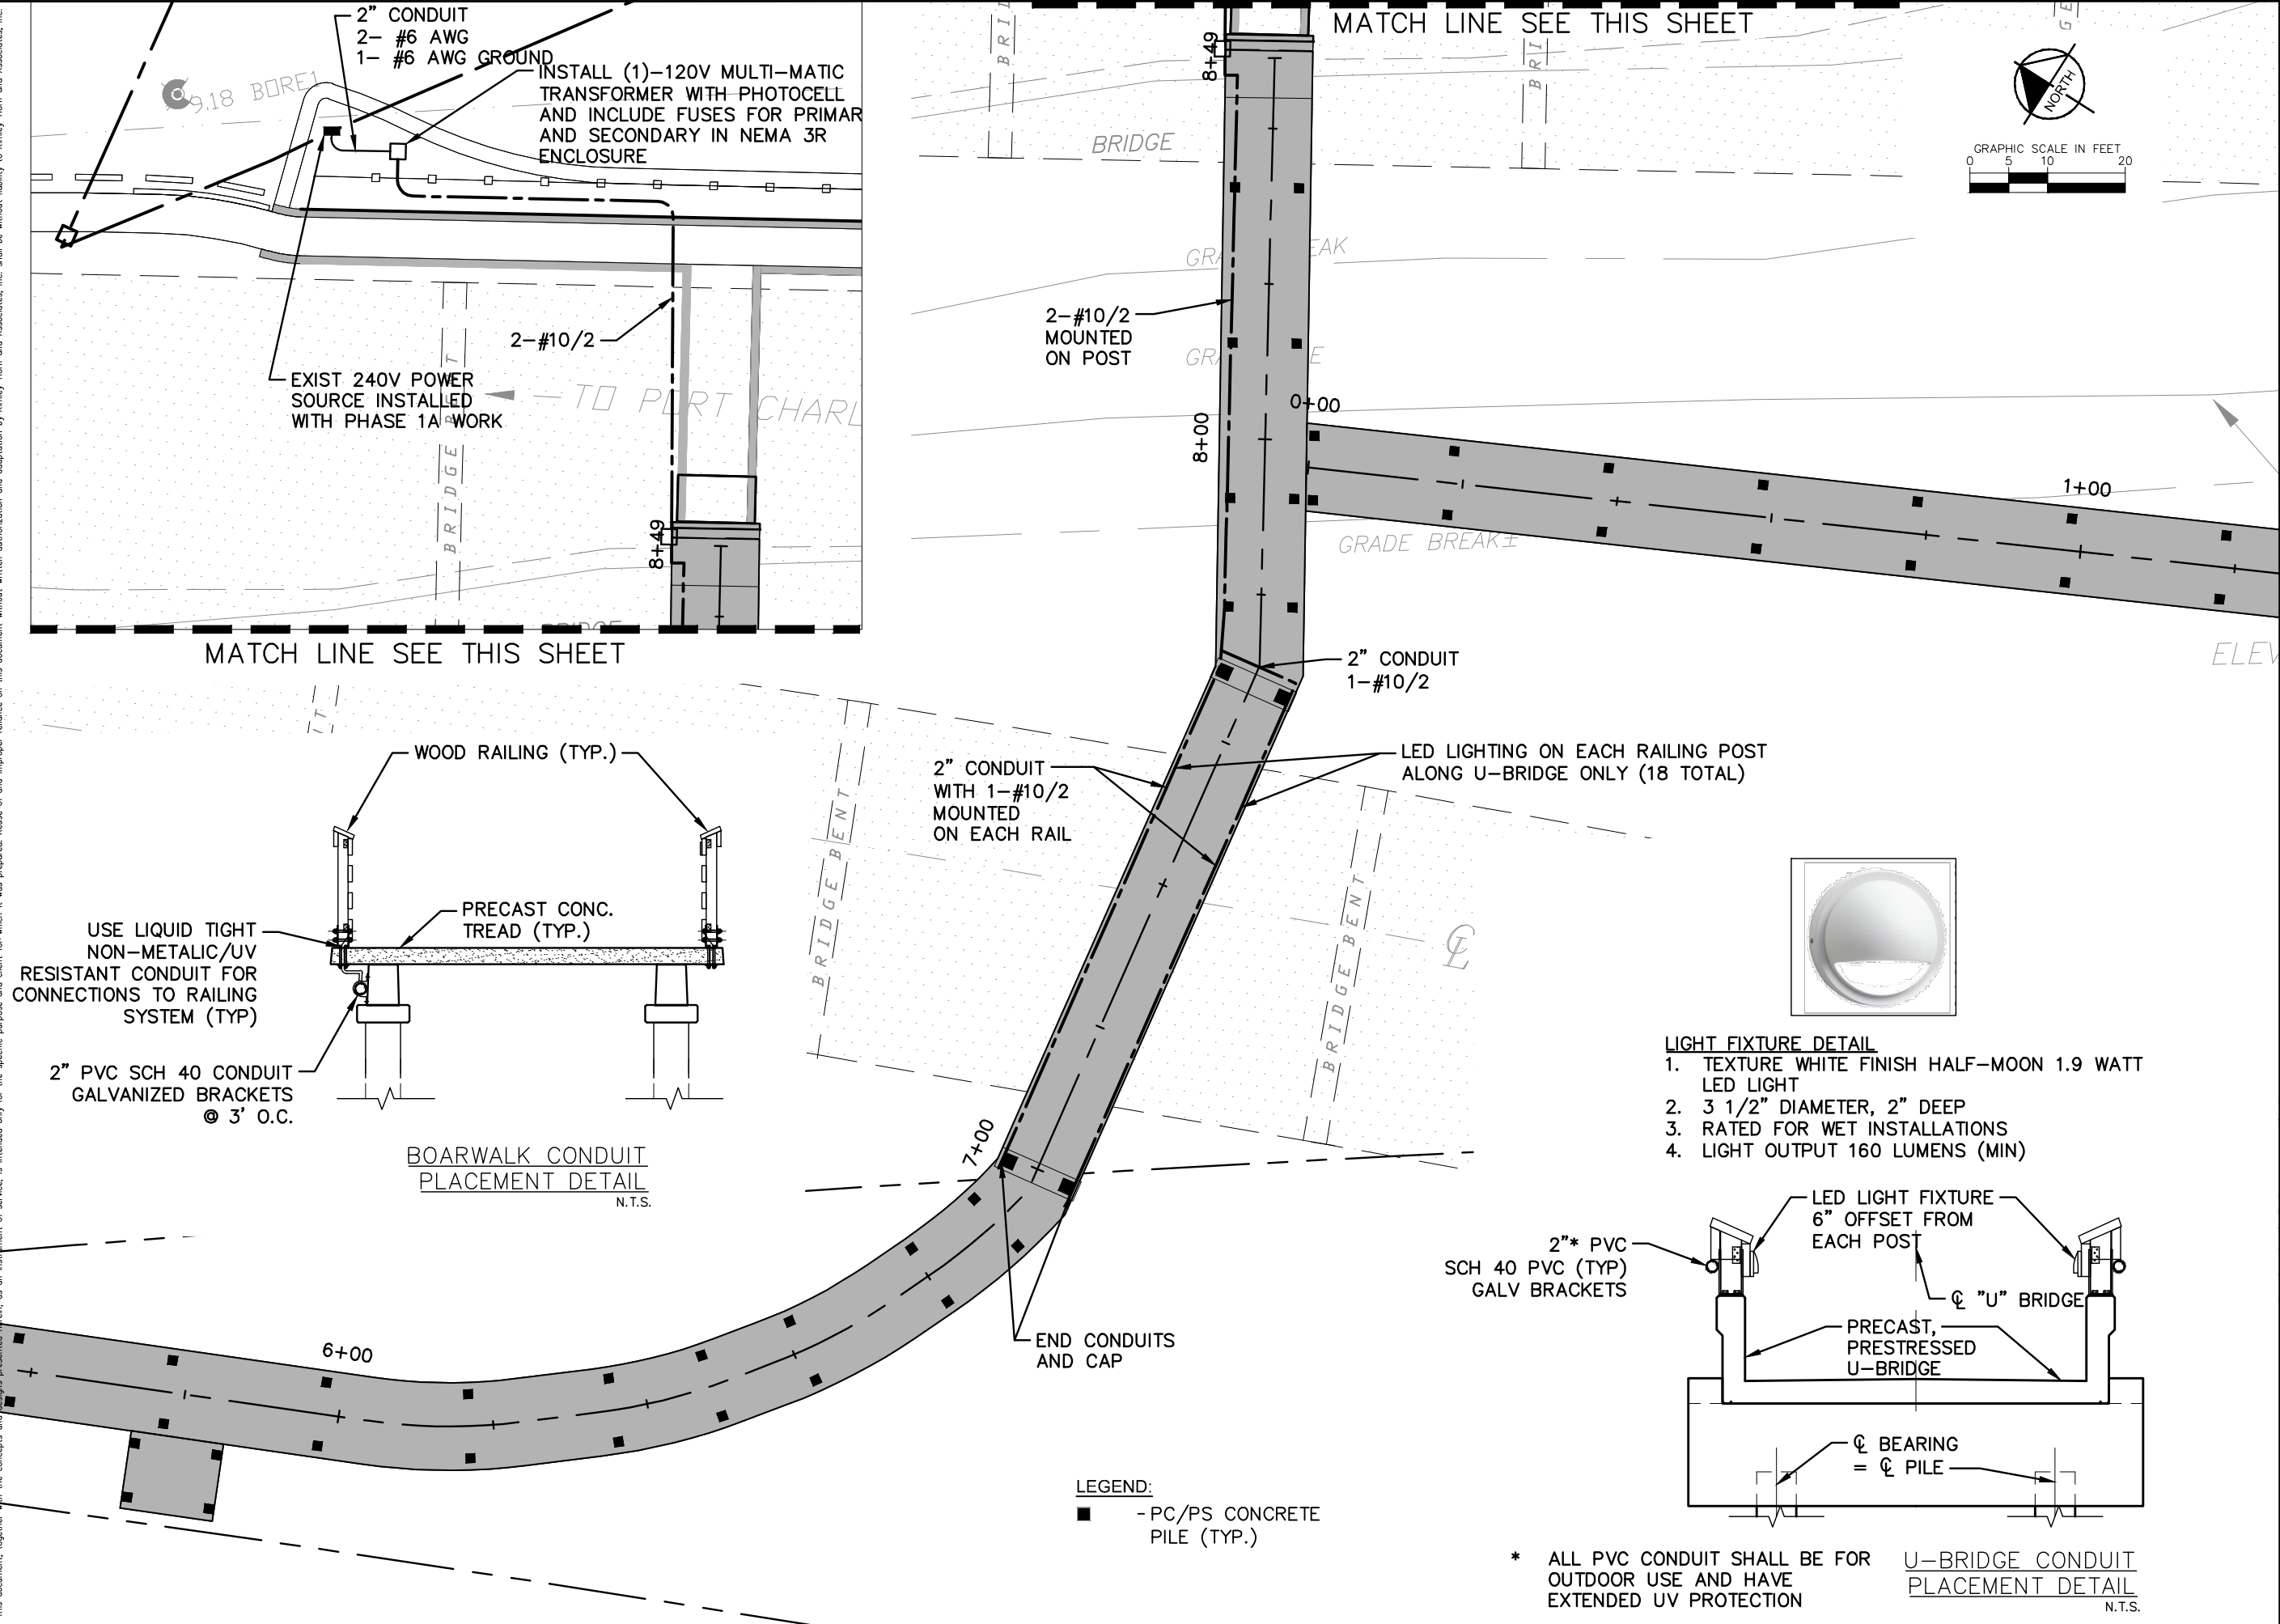 2" CONDUIT
2- #6 AWG
1- #6 AWG GROUND
INSTALL (1)-120V MULTI-MATIC
TRANSFORMER WITH PHOTOCELL
AND INCLUDE FUSES FOR PRIMAR
AND SECONDARY IN NEMA 3R
ENCLOSURE
9.18 BORE1
2-#10/2
EXIST 240V POWER
SOURCE INSTALLED
WITH PHASE 1A WORK
TO PORT CHARL
BRIDGE BENT
8+49
BRIDGE
MATCH LINE SEE THIS SHEET
MATCH LINE SEE THIS SHEET
8+49
BRID
BRI
GE
NORTH
GRAPHIC SCALE IN FEET
0 5 10 20
BRIDGE
GRA EAK
2-#10/2
MOUNTED
ON POST
GRA E
0+00
8+00
1+00
GRADE BREAK±
ELEV
2" CONDUIT
1-#10/2
LED LIGHTING ON EACH RAILING POST
ALONG U-BRIDGE ONLY (18 TOTAL)
2" CONDUIT
WITH 1-#10/2
MOUNTED
ON EACH RAIL
BRIDGE BENT
BRIDGE BENT
℄
7+00
6+00
END CONDUITS
AND CAP
WOOD RAILING (TYP.)
PRECAST CONC.
TREAD (TYP.)
USE LIQUID TIGHT
NON-METALIC/UV
RESISTANT CONDUIT FOR
CONNECTIONS TO RAILING
SYSTEM (TYP)
2" PVC SCH 40 CONDUIT
GALVANIZED BRACKETS
@ 3' O.C.
BOARWALK CONDUIT
PLACEMENT DETAIL
N.T.S.
LIGHT FIXTURE DETAIL
1. TEXTURE WHITE FINISH HALF-MOON 1.9 WATT
LED LIGHT
2. 3 1/2" DIAMETER, 2" DEEP
3. RATED FOR WET INSTALLATIONS
4. LIGHT OUTPUT 160 LUMENS (MIN)
LED LIGHT FIXTURE
6" OFFSET FROM
EACH POST
2"* PVC
SCH 40 PVC (TYP)
GALV BRACKETS
℄ "U" BRIDGE
PRECAST,
PRESTRESSED
U-BRIDGE
℄ BEARING
= ℄ PILE
LEGEND:
- PC/PS CONCRETE
PILE (TYP.)
* ALL PVC CONDUIT SHALL BE FOR
OUTDOOR USE AND HAVE
EXTENDED UV PROTECTION
U-BRIDGE CONDUIT
PLACEMENT DETAIL
N.T.S.